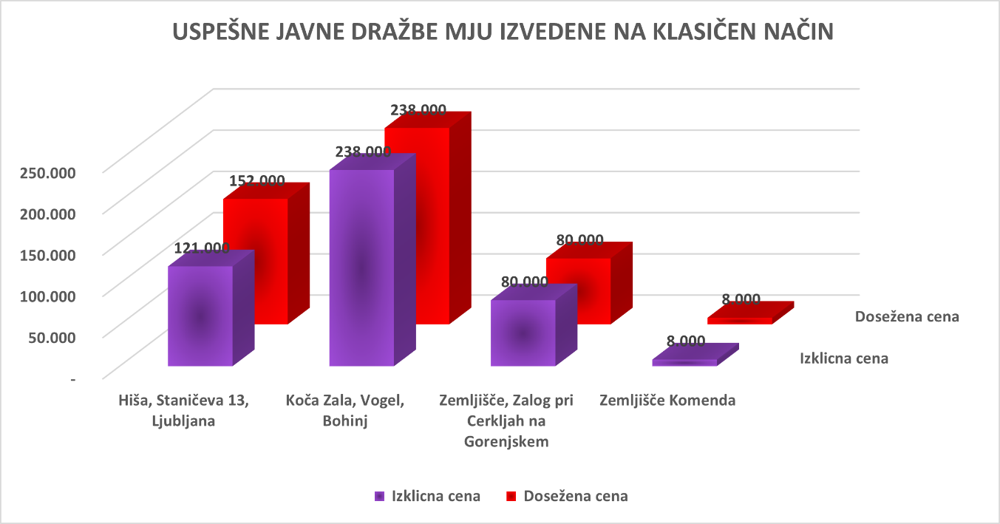 USPEŠNE JAVNE DRAŽBE MJU IZVEDENE NA KLASIČEN NAČIN
250.000
200.000
150.000
100.000
50.000
-
121.000
152.000
238.000
238.000
80.000
80.000
8.000
8.000
Dosežena cena
Izklicna cena
Hiša, Staničeva 13,
Ljubljana
Koča Zala, Vogel,
Bohinj
Zemljišče, Zalog pri
Cerkljah na
Gorenjskem
Zemljišče Komenda
Izklicna cena
Dosežena cena